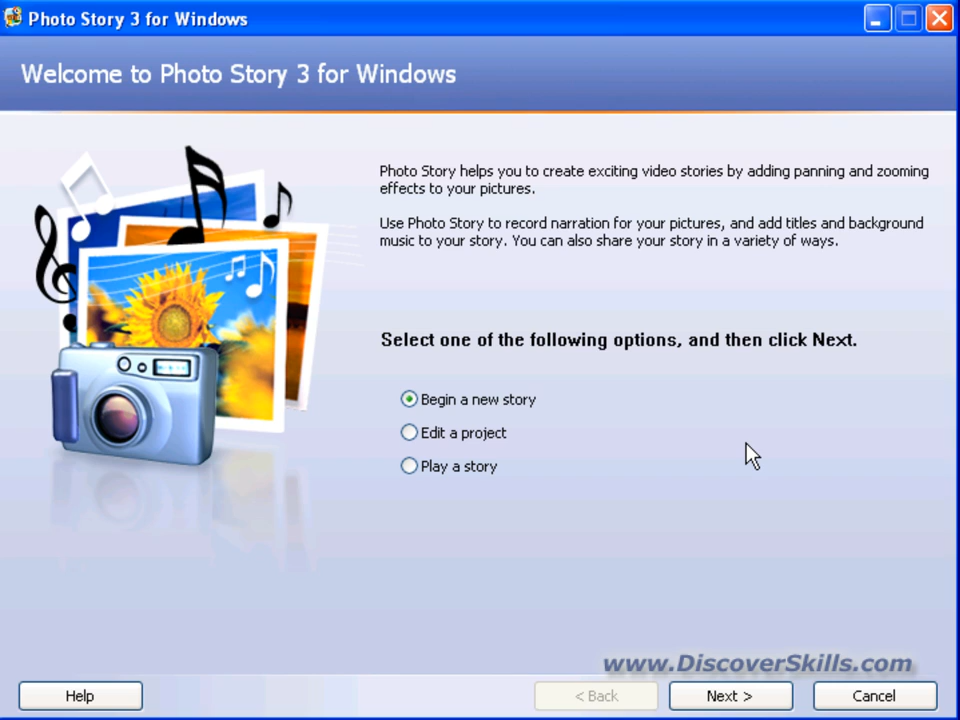 Photo Story 3 for Windows
Welcome to Photo Story 3 for Windows
Photo Story helps you to create exciting video stories by adding panning and zooming
effects to your pictures.
Use Photo Story to record narration for your pictures, and add titles and background
music to your story. You can also share your story in a variety of ways.
Select one of the following options, and then click Next.
Begin a new story
Edit a project
Play a story
www.DiscoverSkills.com
Help
< Back
Next >
Cancel